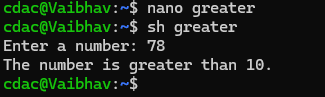 cdac@Vaibhav:~$ nano greater
cdac@Vaibhav:~$ sh greater
Enter a number: 78
The number is greater than 10.
cdac@Vaibhav:~$